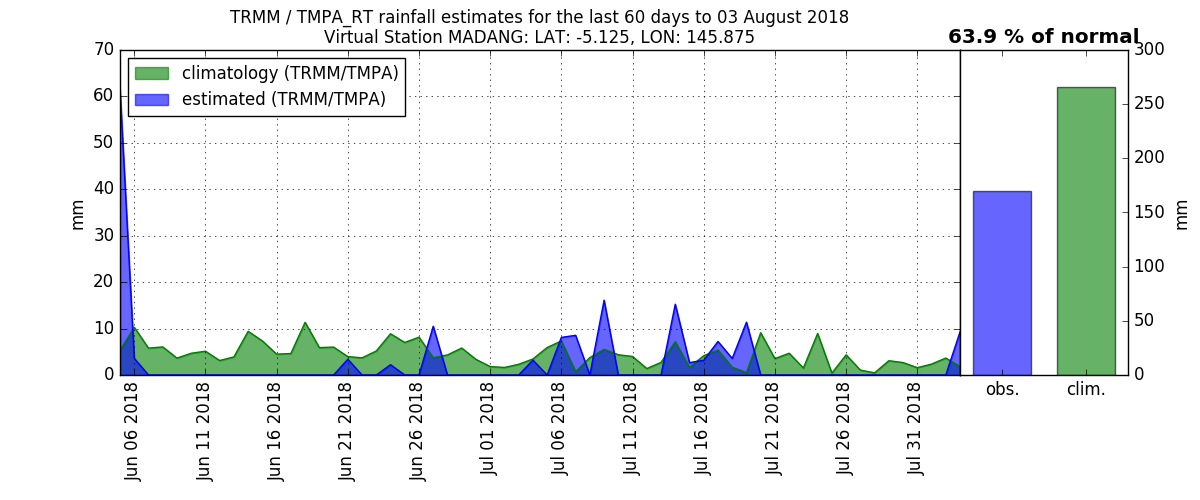 TRMM / TMPA_RT rainfall estimates for the last 60 days to 03 August 2018
Virtual Station MADANG: LAT: -5.125, LON: 145.875
63.9 % of normal
climatology (TRMM/TMPA)
estimated (TRMM/TMPA)
70
60
50
40
30
20
10
0
mm
Jun 06 2018
Jun 11 2018
Jun 16 2018
Jun 21 2018
Jun 26 2018
Jul 01 2018
Jul 06 2018
Jul 11 2018
Jul 16 2018
Jul 21 2018
Jul 26 2018
Jul 31 2018
obs.
clim.
300
250
200
150
100
50
0
mm